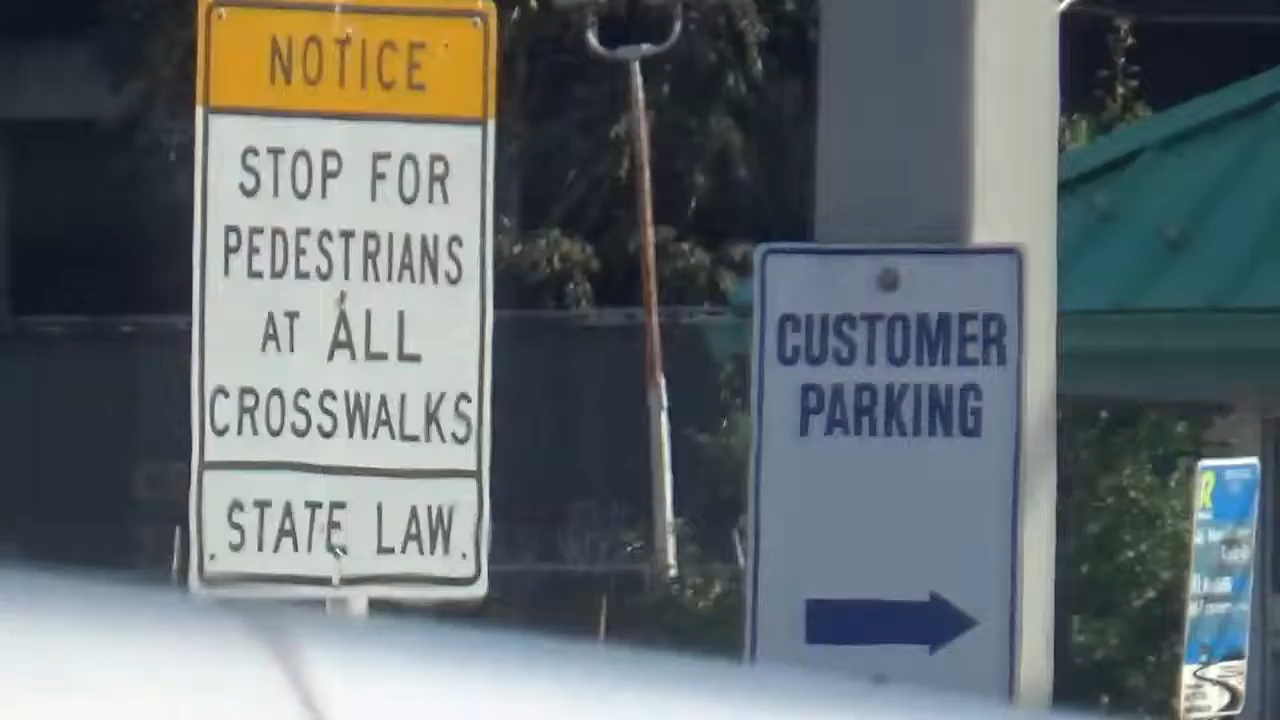 NOTICE
STOP FOR
PEDESTRIANS
AT ALL
CROSSWALKS
STATE LAW
CUSTOMER
PARKING
R